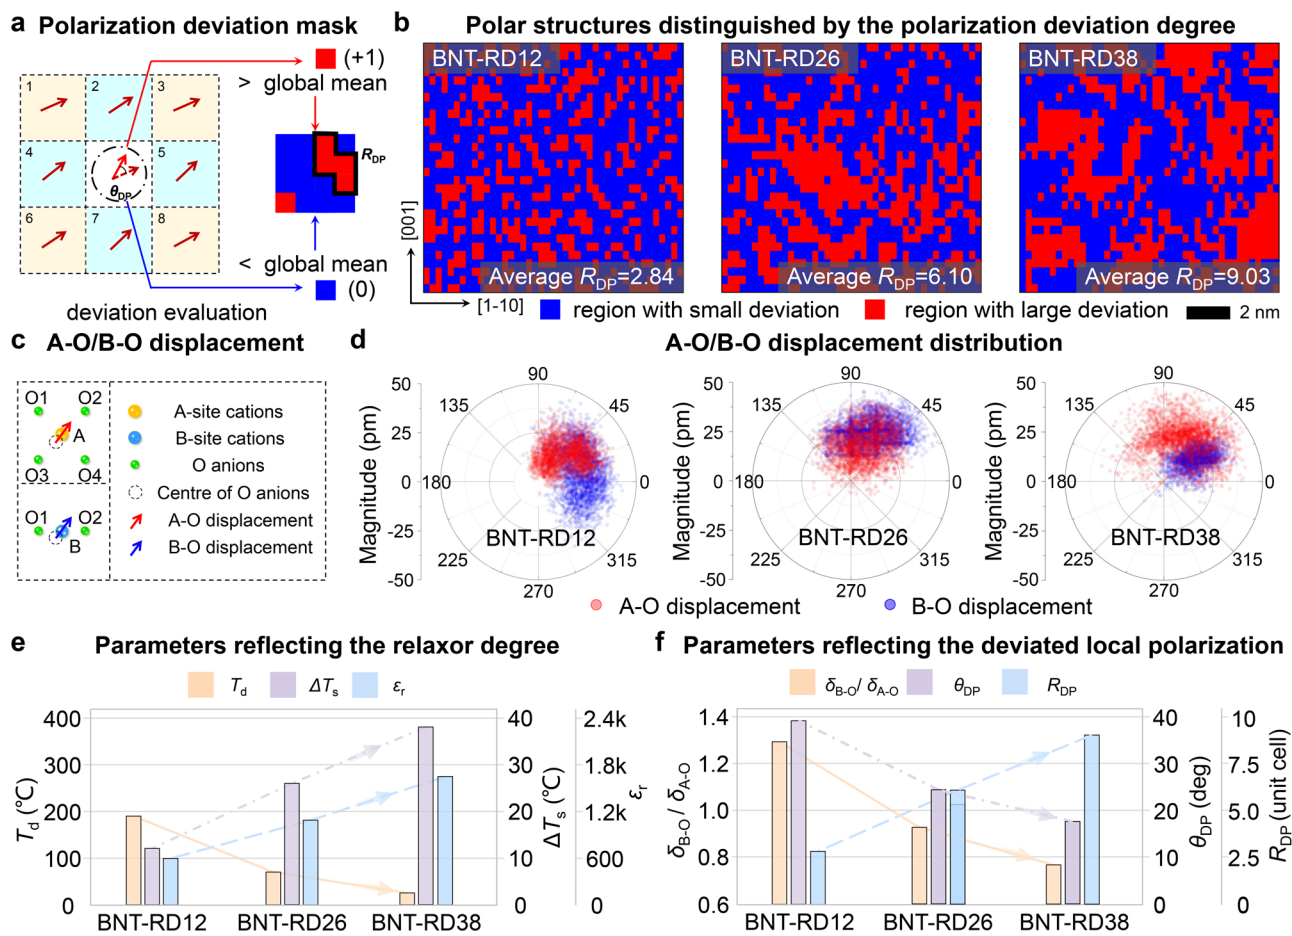 a Polarization deviation mask
1 2 3
4 5
6 7 8
θDP
(+1)
> global mean
RDP
< global mean
(0)
deviation evaluation
b Polar structures distinguished by the polarization deviation degree
BNT-RD12
Average RDP=2.84
BNT-RD26
Average RDP=6.10
BNT-RD38
Average RDP=9.03
[001]
[1-10]
region with small deviation
region with large deviation
2 nm
c A-O/B-O displacement
O1 O2
A
O3 O4
O1 O2
B
A-site cations
B-site cations
O anions
Centre of O anions
A-O displacement
B-O displacement
d A-O/B-O displacement distribution
Magnitude (pm)
50
25
0
-25
-50
90
135 45
180 0
225 315
270
BNT-RD12
Magnitude (pm)
50
25
0
-25
-50
90
135 45
180 0
225 315
270
BNT-RD26
Magnitude (pm)
50
25
0
-25
-50
90
135 45
180 0
225 315
270
BNT-RD38
A-O displacement
B-O displacement
e Parameters reflecting the relaxor degree
Td ΔTs εr
Td (℃)
400
300
200
100
0
40
30
20
10
0
ΔTs (℃)
2.4k
1.8k
1.2k
600
0
εr
BNT-RD12 BNT-RD26 BNT-RD38
f Parameters reflecting the deviated local polarization
δB-O/ δA-O θDP RDP
δB-O / δA-O
1.4
1.2
1.0
0.8
0.6
40
30
20
10
0
θDP (deg)
10
7.5
5.0
2.5
0
RDP (unit cell)
BNT-RD12 BNT-RD26 BNT-RD38